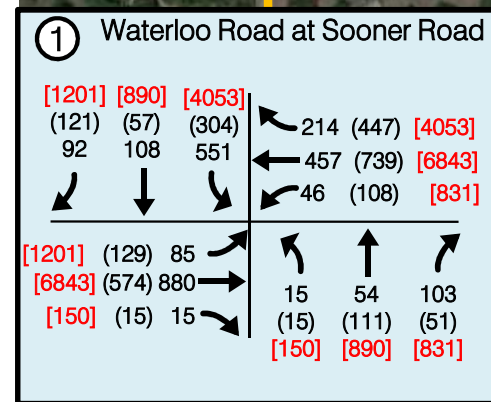 1 Waterloo Road at Sooner Road
[1201] [890] [4053]
(121) (57) (304)
92 108 551
214 (447) [4053]
457 (739) [6843]
46 (108) [831]
[1201] (129) 85
[6843] (574) 880
[150] (15) 15
15 54 103
(15) (111) (51)
[150] [890] [831]